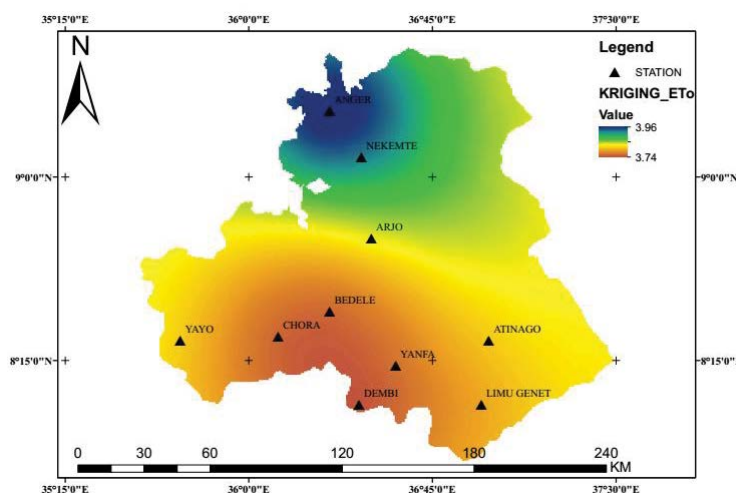 35°15'0"E 36°0'0"E 36°45'0"E 37°30'0"E
N
Legend
STATION
KRIGING_ETo
Value
3.96
3.74
ANGER
NEKEMTE
9°0'0"N 9°0'0"N
ARJO
BEDELE
CHORA
YAYO
ATINAGO
YANFA
8°15'0"N 8°15'0"N
DEMBI
LIMU GENET
0 30 60 120 180 240
KM
35°15'0"E 36°0'0"E 36°45'0"E 37°30'0"E